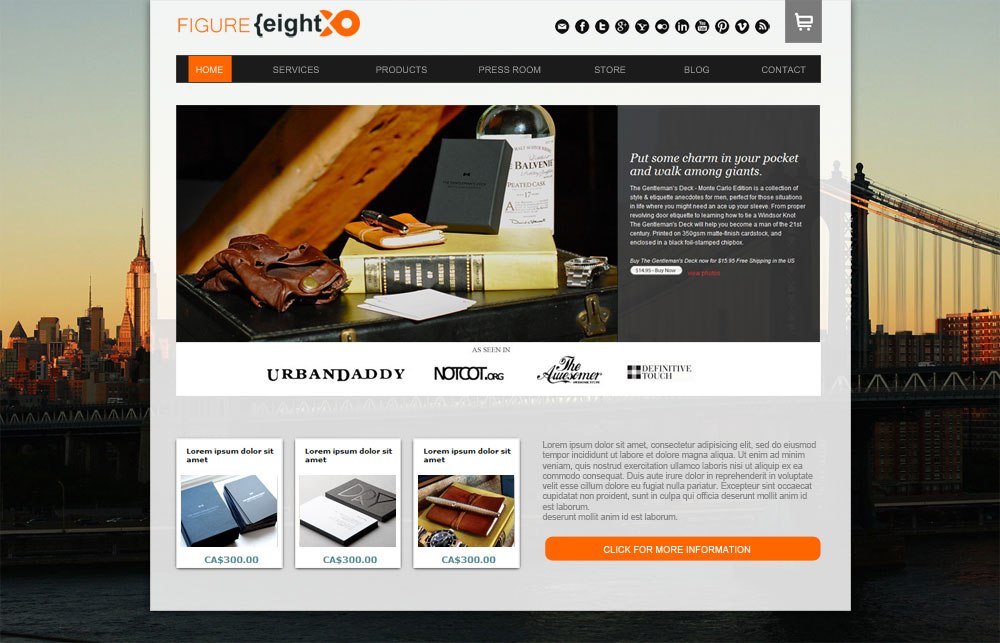 FIGURE {eight
HOME SERVICES PRODUCTS PRESS ROOM STORE BLOG CONTACT
THE GENTLEMAN'S DECK
BALVENIE
PEATED CASK
17
Put some charm in your pocket
and walk among giants.
The Gentleman's Deck - Monte Carlo Edition is a collection of
style & etiquette anecdotes for men, perfect for those situations
in life where you might need an ace up your sleeve. From proper
revolving door etiquette to learning how to tie a Windsor Knot
The Gentleman's Deck will help you become a man of the 21st
century. Printed on 350gsm matte-finish cardstock, and
enclosed in a black foil-stamped chipbox.
Buy The Gentleman's Deck now for $15.95 Free Shipping in the US
$14.95 - Buy Now view photos
AS SEEN IN
URBANDADDY
NOTCOT.ORG
The Awesomer
DEFINITIVE
TOUCH
Lorem ipsum dolor sit
amet
CA$300.00
Lorem ipsum dolor sit
amet
CA$300.00
Lorem ipsum dolor sit
amet
CA$300.00
Lorem ipsum dolor sit amet, consectetur adipisicing elit, sed do eiusmod
tempor incididunt ut labore et dolore magna aliqua. Ut enim ad minim
veniam, quis nostrud exercitation ullamco laboris nisi ut aliquip ex ea
commodo consequat. Duis aute irure dolor in reprehenderit in voluptate
velit esse cillum dolore eu fugiat nulla pariatur. Excepteur sint occaecat
cupidatat non proident, sunt in culpa qui officia deserunt mollit anim id
est laborum.
deserunt mollit anim id est laborum.
CLICK FOR MORE INFORMATION